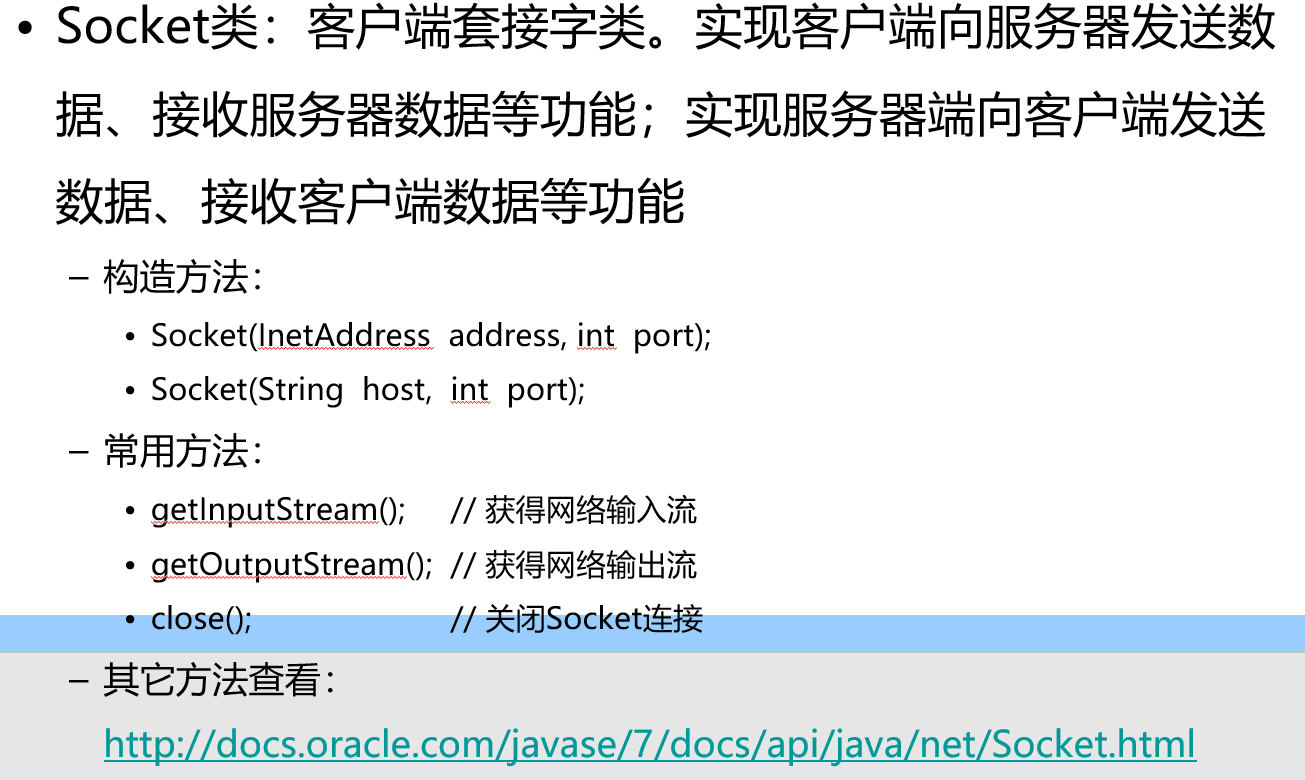 • Socket类：客户端套接字类。实现客户端向服务器发送数
据、接收服务器数据等功能；实现服务器端向客户端发送
数据、接收客户端数据等功能
– 构造方法：
• Socket(InetAddress address, int port);
• Socket(String host, int port);
– 常用方法：
• getInputStream(); // 获得网络输入流
• getOutputStream(); // 获得网络输出流
• close(); // 关闭Socket连接
– 其它方法查看：
http://docs.oracle.com/javase/7/docs/api/java/net/Socket.html